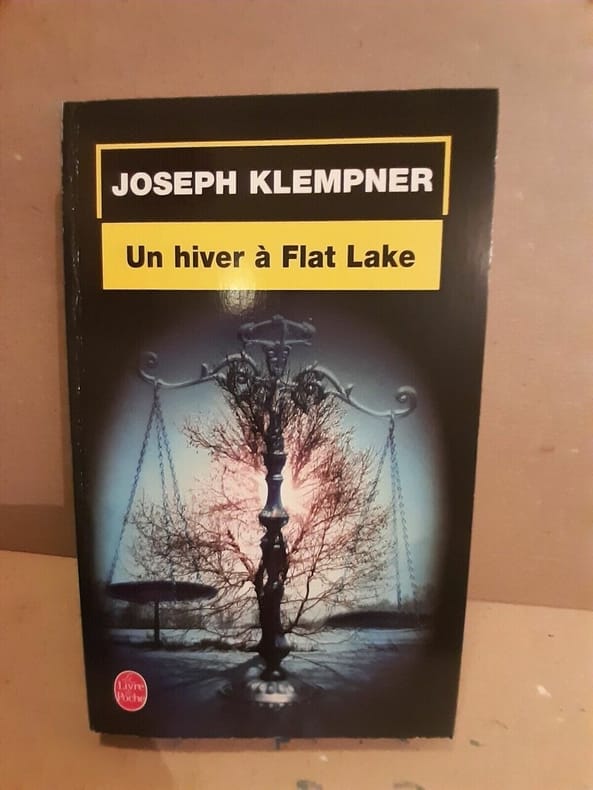 JOSEPH KLEMPNER
Un hiver à Flat Lake
Le
Livre
de
Poche